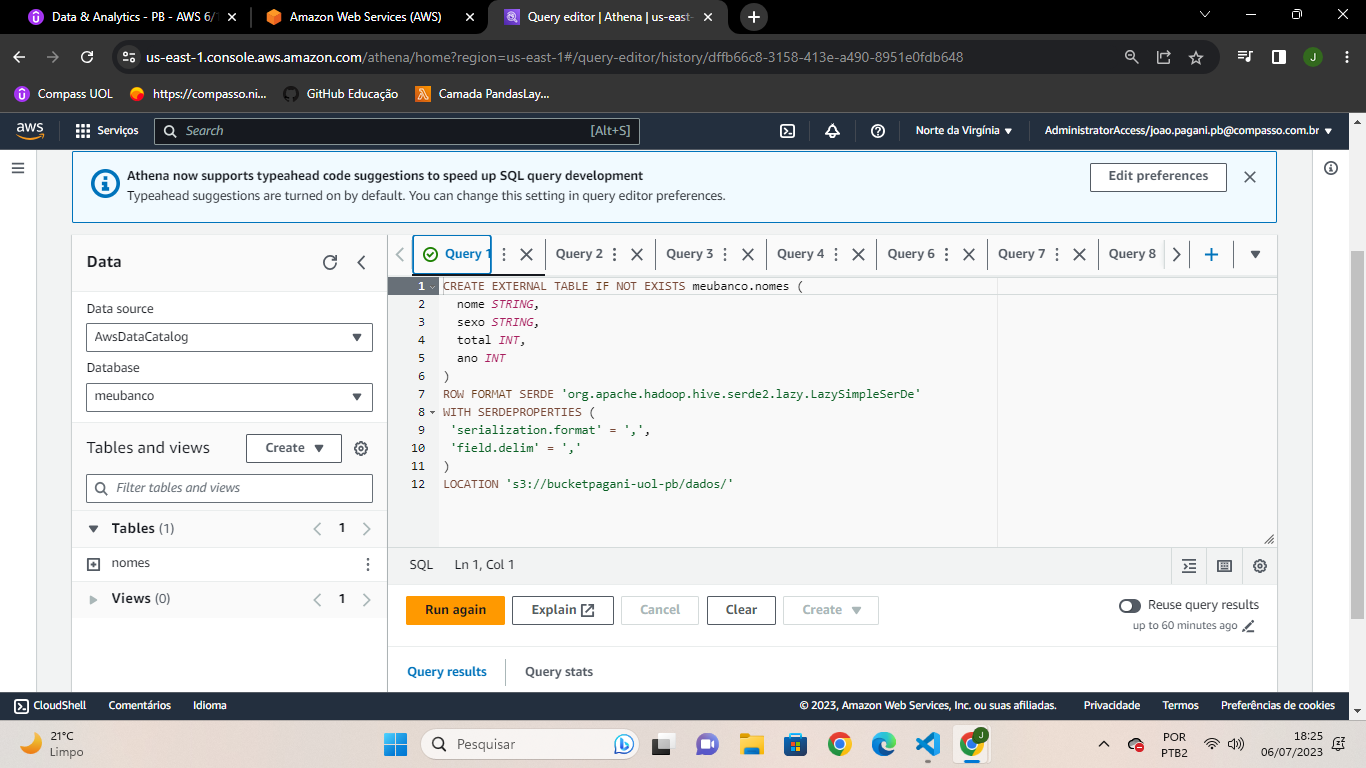 Data & Analytics - PB - AWS 6/1
Amazon Web Services (AWS)
Query editor | Athena | us-east-
us-east-1.console.aws.amazon.com/athena/home?region=us-east-1#/query-editor/history/dffb66c8-3158-413e-a490-8951e0fdb648
J
Compass UOL
https://compasso.ni...
GitHub Educação
Camada PandasLay...
aws
Serviços
Search
[Alt+S]
Norte da Virgínia
AdministratorAccess/joao.pagani.pb@compasso.com.br
Athena now supports typeahead code suggestions to speed up SQL query development
Typeahead suggestions are turned on by default. You can change this setting in query editor preferences.
Edit preferences
Data
Data source
AwsDataCatalog
Database
meubanco
Tables and views
Create
Filter tables and views
Tables (1)
1
nomes
Views (0)
1
Query 1
Query 2
Query 3
Query 4
Query 6
Query 7
Query 8
1 CREATE EXTERNAL TABLE IF NOT EXISTS meubanco.nomes (
2 nome STRING,
3 sexo STRING,
4 total INT,
5 ano INT
6 )
7 ROW FORMAT SERDE 'org.apache.hadoop.hive.serde2.lazy.LazySimpleSerDe'
8 WITH SERDEPROPERTIES (
9 'serialization.format' = ',',
10 'field.delim' = ','
11 )
12 LOCATION 's3://bucketpagani-uol-pb/dados/'
SQL
Ln 1, Col 1
Run again
Explain
Cancel
Clear
Create
Reuse query results
up to 60 minutes ago
Query results
Query stats
CloudShell
Comentários
Idioma
© 2023, Amazon Web Services, Inc. ou suas afiliadas.
Privacidade
Termos
Preferências de cookies
21°C
Limpo
Pesquisar
J
POR
PTB2
18:25
06/07/2023